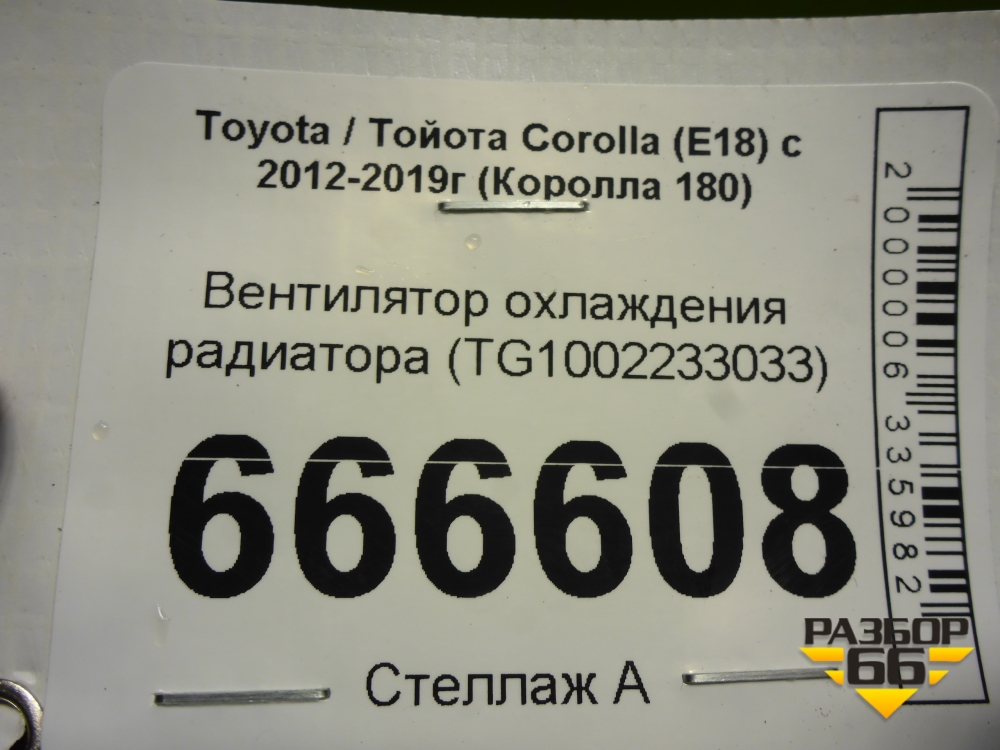 Toyota / Тойота Corolla (E18) с
2012-2019г (Королла 180)
Вентилятор охлаждения
радиатора (TG1002233033)
666608
Стеллаж А
2000006335982
РАЗБОР
66